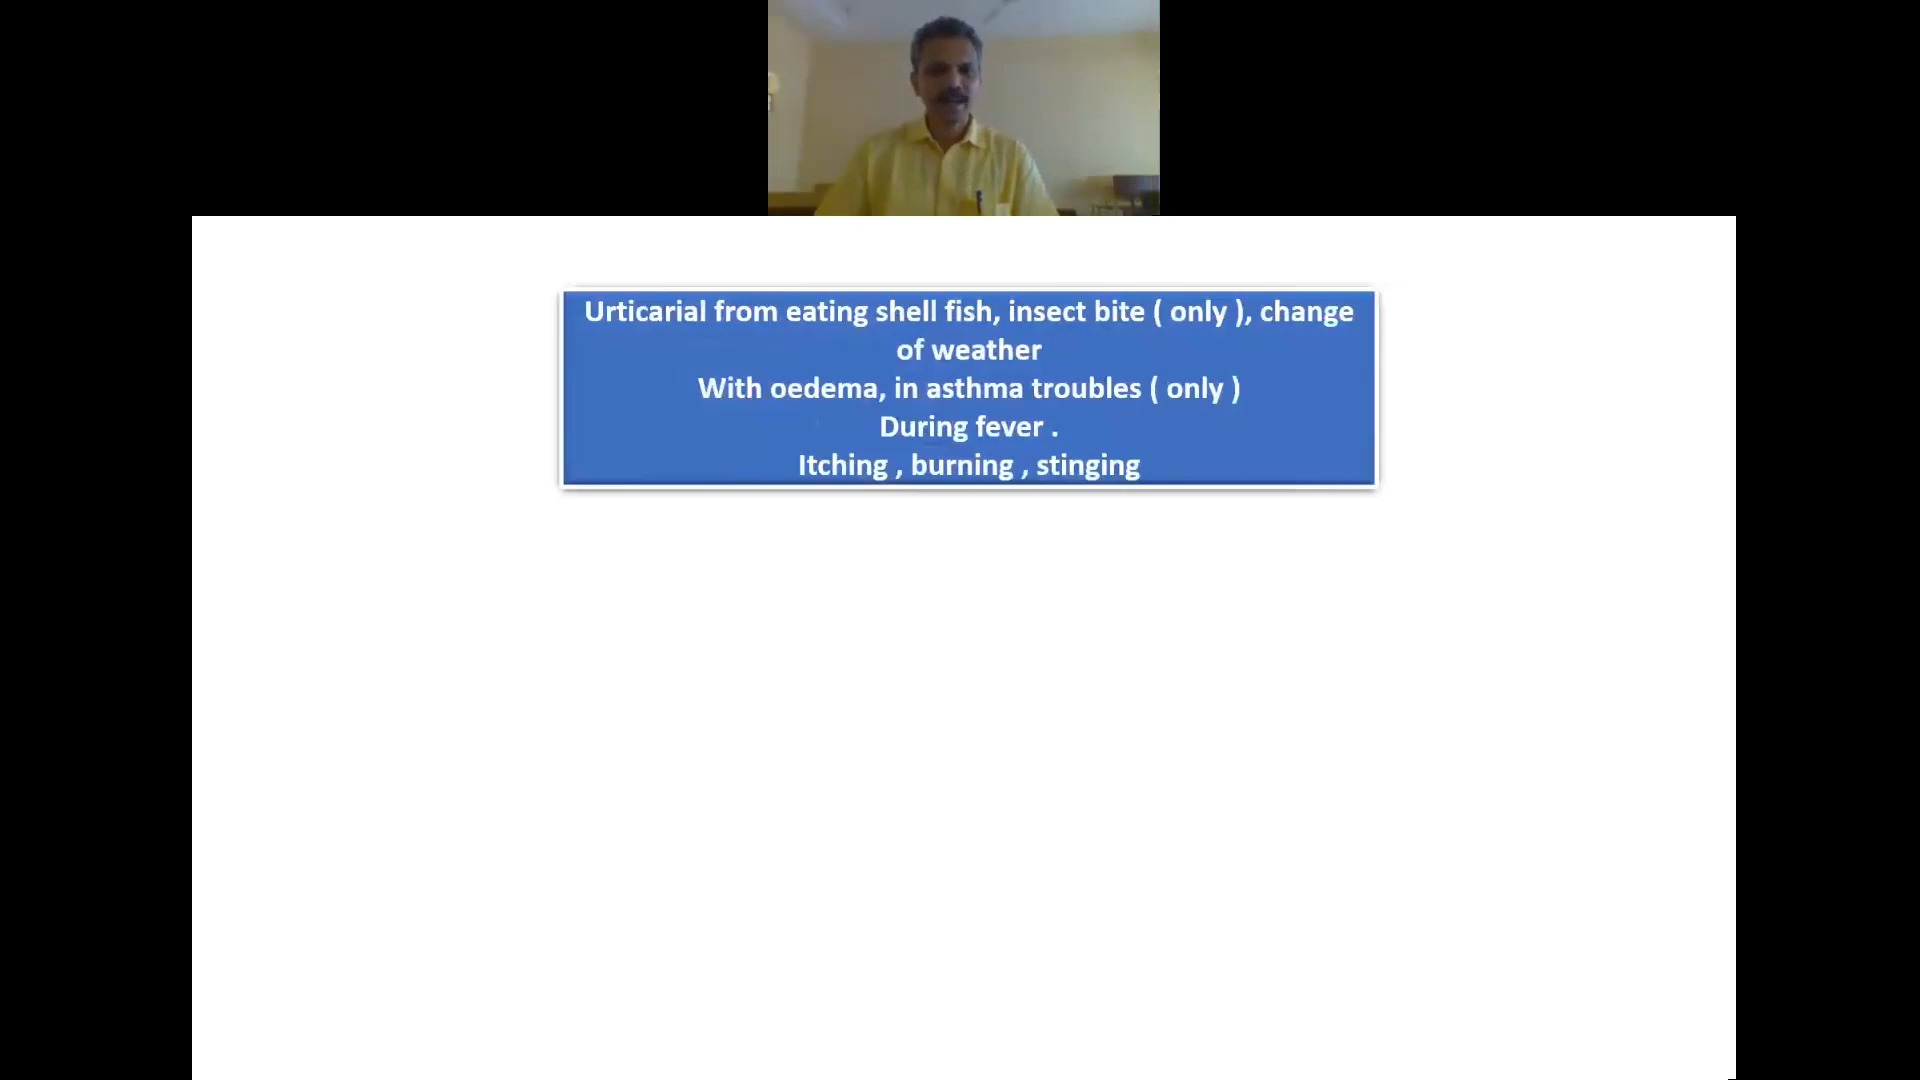 Urticarial from eating shell fish, insect bite ( only ), change
of weather
With oedema, in asthma troubles ( only )
During fever .
Itching , burning , stinging